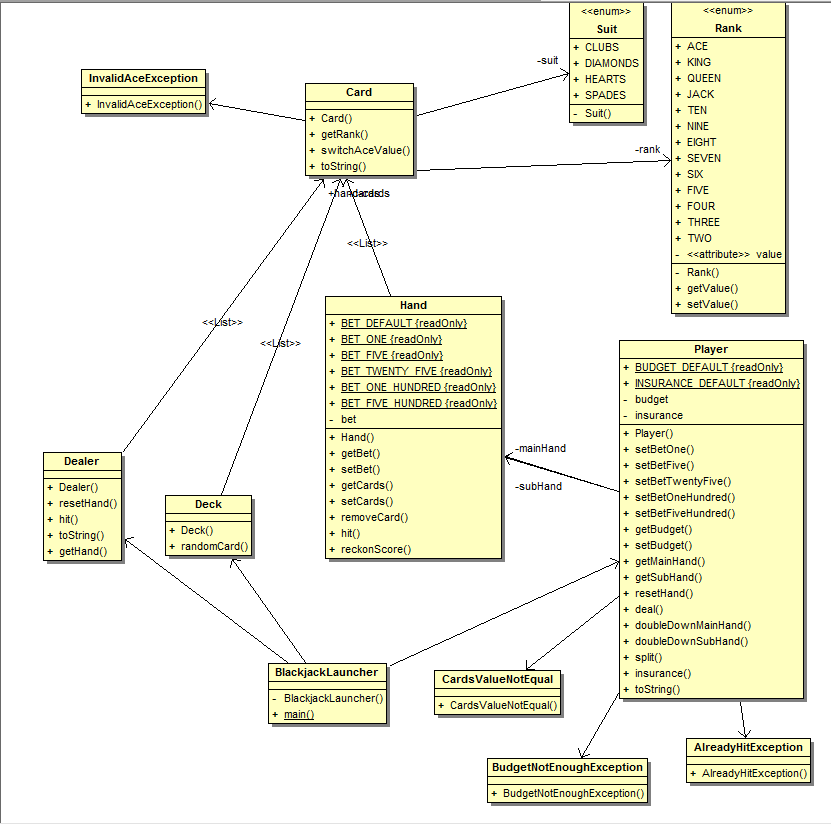 <<enum>>
Suit
+ CLUBS
+ DIAMONDS
+ HEARTS
+ SPADES
- Suit()
<<enum>>
Rank
+ ACE
+ KING
+ QUEEN
+ JACK
+ TEN
+ NINE
+ EIGHT
+ SEVEN
+ SIX
+ FIVE
+ FOUR
+ THREE
+ TWO
- <<attribute>> value
- Rank()
+ getValue()
+ setValue()
InvalidAceException
+ InvalidAceException()
Card
+ Card()
+ getRank()
+ switchAceValue()
+ toString()
-suit
-rank
<<List>>
<<List>>
<<List>>
Hand
+ BET_DEFAULT {readOnly}
+ BET_ONE {readOnly}
+ BET_FIVE {readOnly}
+ BET_TWENTY_FIVE {readOnly}
+ BET_ONE_HUNDRED {readOnly}
+ BET_FIVE_HUNDRED {readOnly}
- bet
+ Hand()
+ getBet()
+ setBet()
+ getCards()
+ setCards()
+ removeCard()
+ hit()
+ reckonScore()
Player
+ BUDGET_DEFAULT {readOnly}
+ INSURANCE_DEFAULT {readOnly}
- budget
- insurance
+ Player()
+ setBetOne()
+ setBetFive()
+ setBetTwentyFive()
+ setBetOneHundred()
+ setBetFiveHundred()
+ getBudget()
+ setBudget()
+ getMainHand()
+ getSubHand()
+ resetHand()
+ deal()
+ doubleDownMainHand()
+ doubleDownSubHand()
+ split()
+ insurance()
+ toString()
-mainHand
-subHand
Dealer
+ Dealer()
+ resetHand()
+ hit()
+ toString()
+ getHand()
Deck
+ Deck()
+ randomCard()
BlackjackLauncher
- BlackjackLauncher()
+ main()
CardsValueNotEqual
+ CardsValueNotEqual()
BudgetNotEnoughException
+ BudgetNotEnoughException()
AlreadyHitException
+ AlreadyHitException()